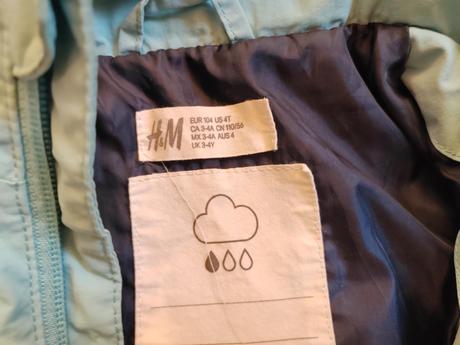 H&M
EUR 104 US 4T
CA 3-4A CN 110/56
MX 3-4A AUS 4
UK 3-4Y